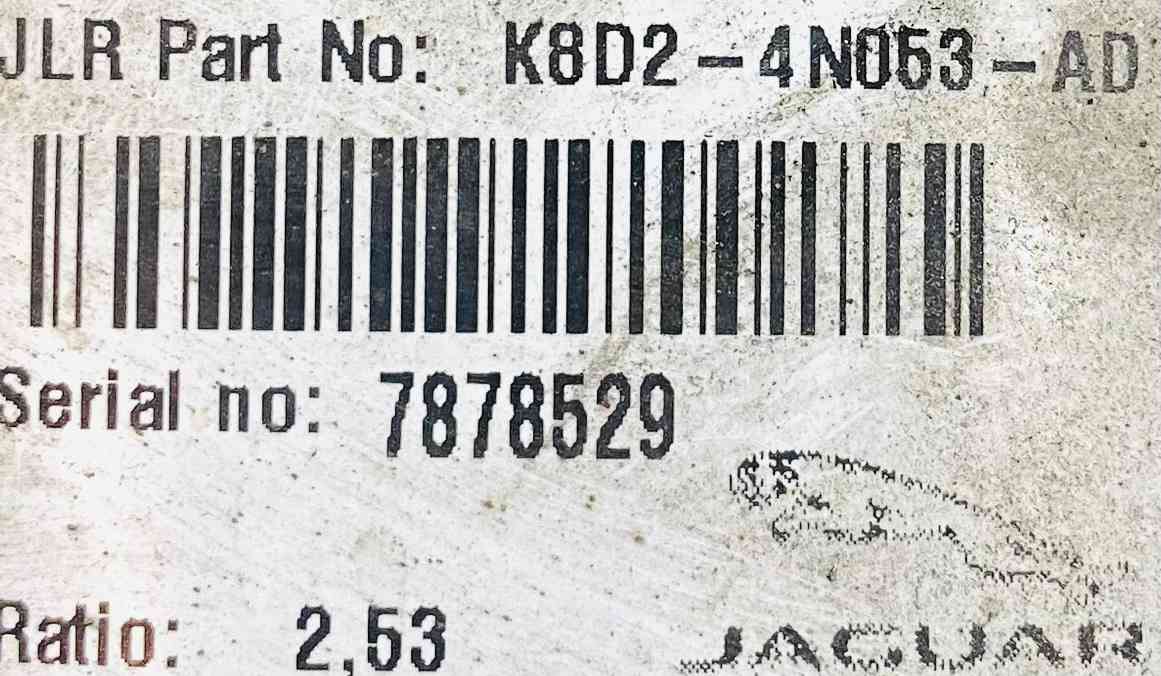 JLR Part No: K8D2-4N053-AD
Serial no: 7878529
Ratio: 2,53
JAGUAR